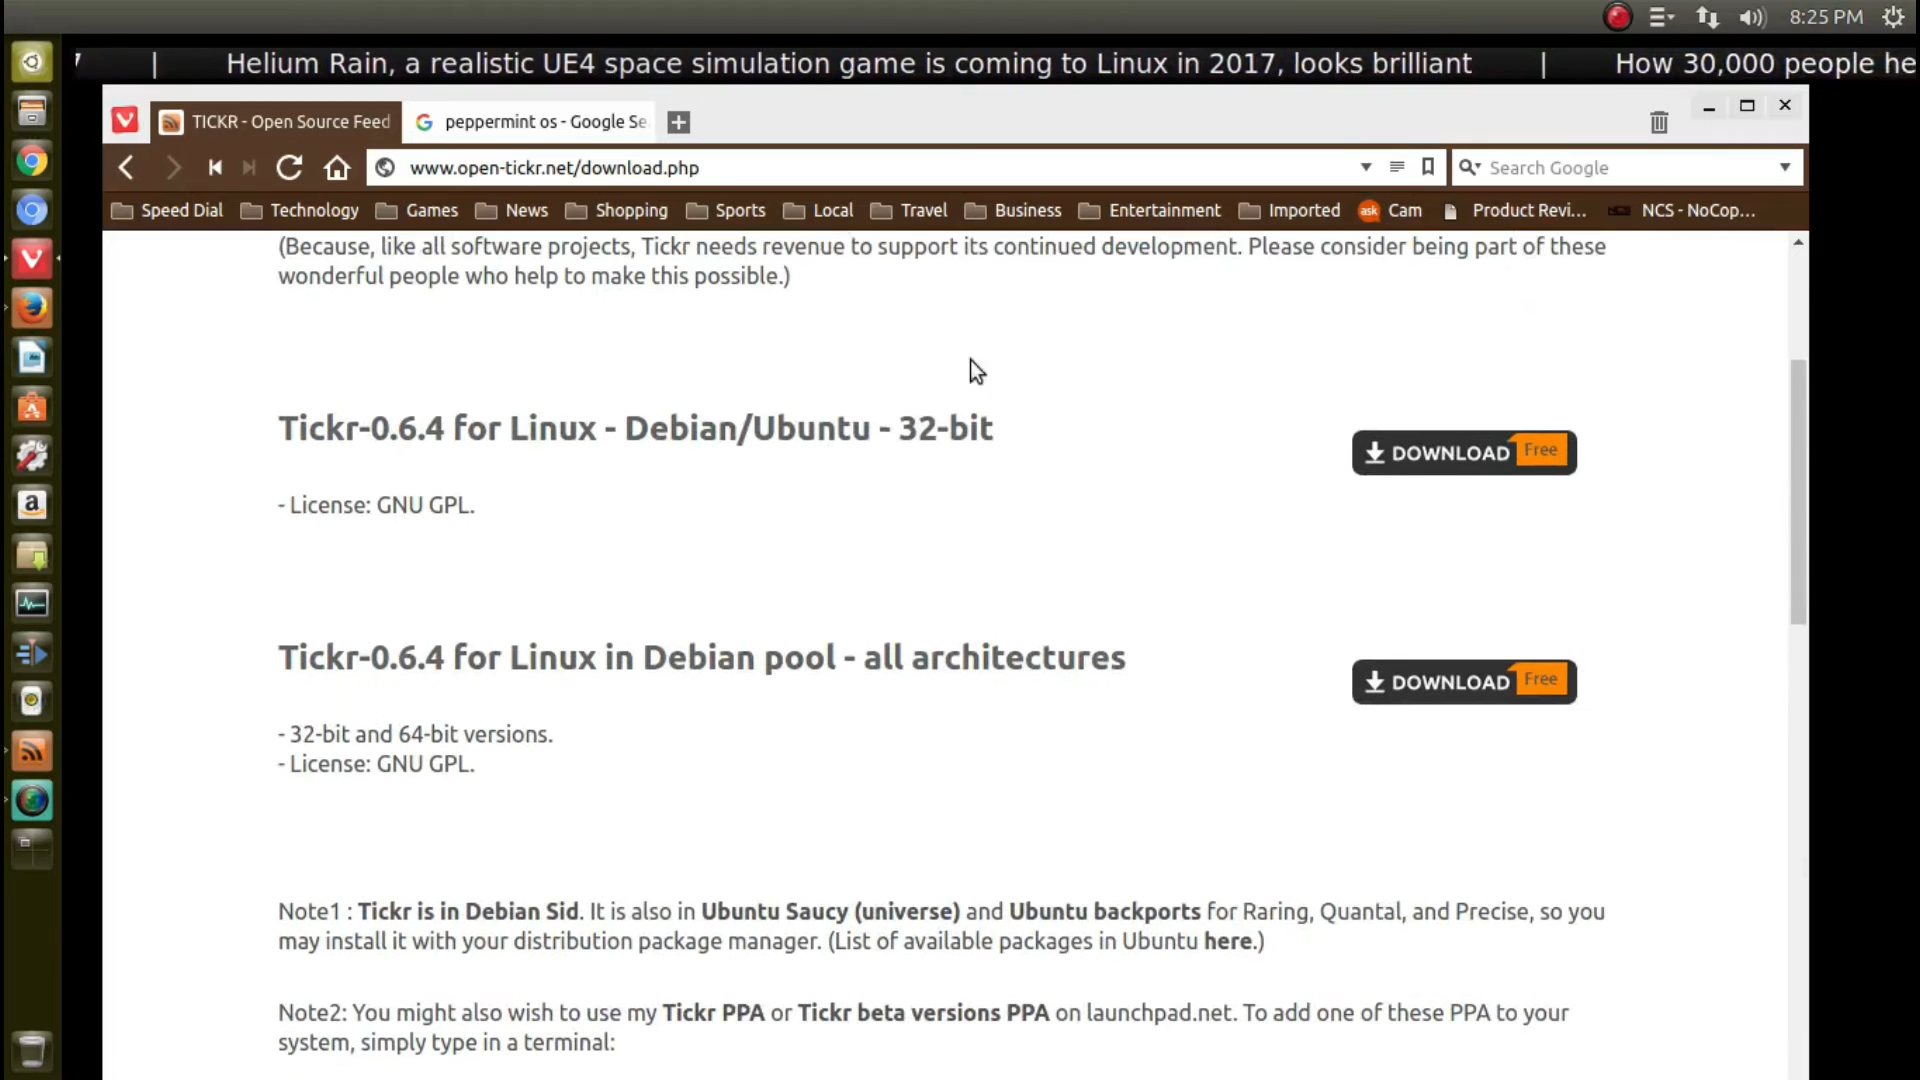 8:25 PM
| Helium Rain, a realistic UE4 space simulation game is coming to Linux in 2017, looks brilliant | How 30,000 people he
TICKR - Open Source Feed
peppermint os - Google Se
www.open-tickr.net/download.php
Search Google
Speed Dial Technology Games News Shopping Sports Local Travel Business Entertainment Imported ask Cam Product Revi... NCS - NoCop...
(Because, like all software projects, Tickr needs revenue to support its continued development. Please consider being part of these
wonderful people who help to make this possible.)
Tickr-0.6.4 for Linux - Debian/Ubuntu - 32-bit
DOWNLOAD Free
- License: GNU GPL.
Tickr-0.6.4 for Linux in Debian pool - all architectures
DOWNLOAD Free
- 32-bit and 64-bit versions.
- License: GNU GPL.
Note1 : Tickr is in Debian Sid. It is also in Ubuntu Saucy (universe) and Ubuntu backports for Raring, Quantal, and Precise, so you
may install it with your distribution package manager. (List of available packages in Ubuntu here.)
Note2: You might also wish to use my Tickr PPA or Tickr beta versions PPA on launchpad.net. To add one of these PPA to your
system, simply type in a terminal: